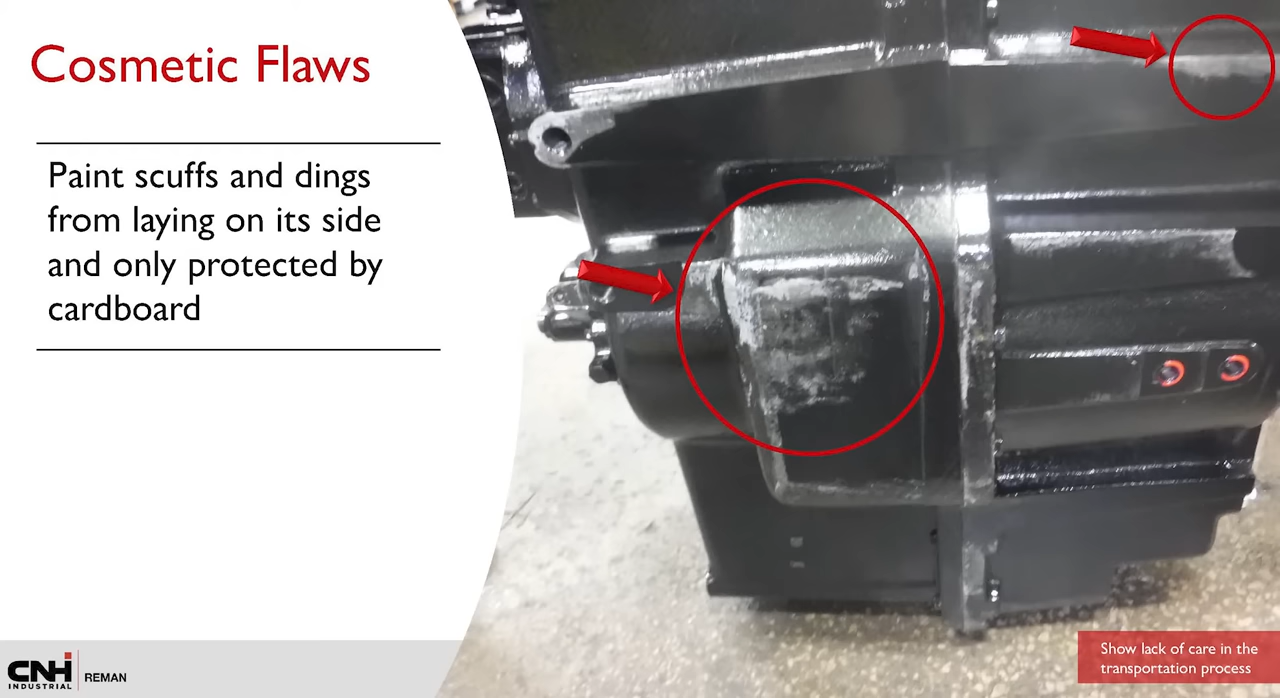 Cosmetic Flaws
Paint scuffs and dings
from laying on its side
and only protected by
cardboard
CNH
INDUSTRIAL
REMAN
Show lack of care in the
transportation process